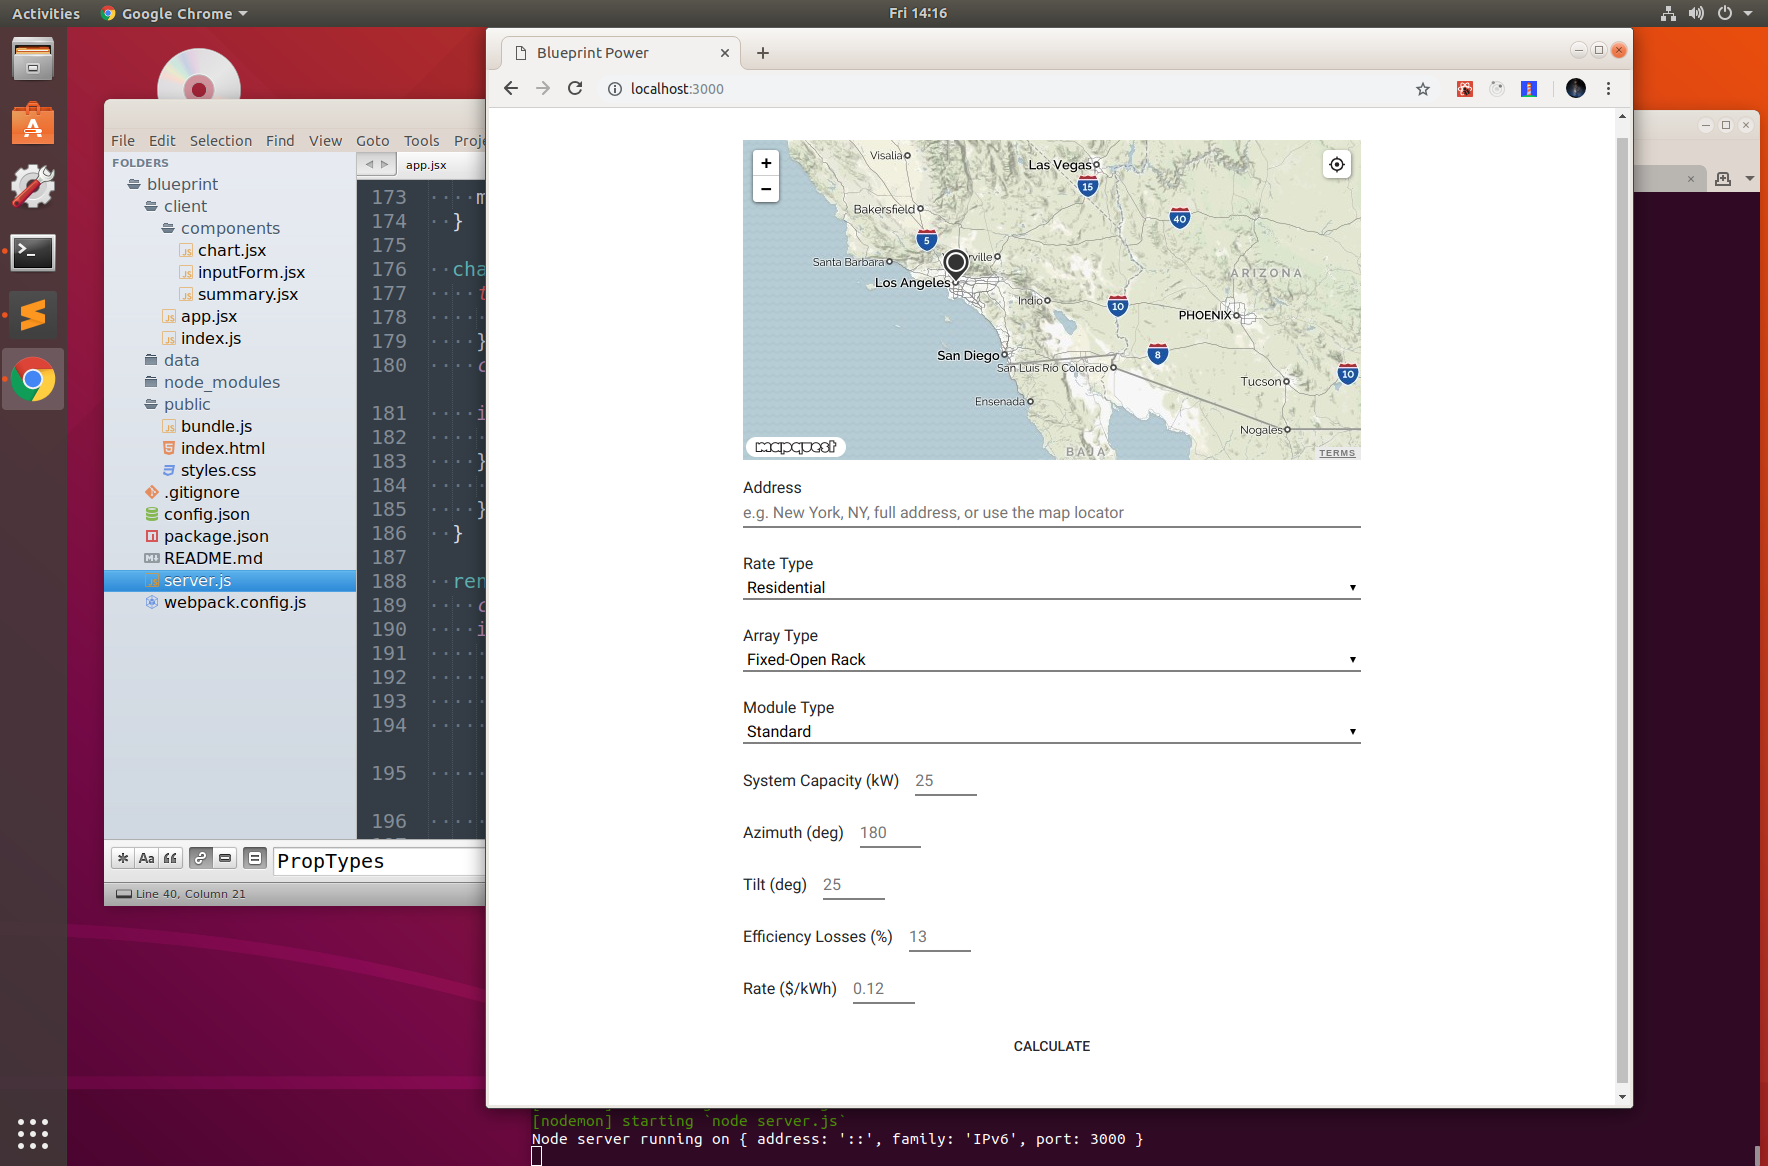 Activities
Google Chrome
Fri 14:16
File Edit Selection Find View Goto Tools
FOLDERS
blueprint
client
components
chart.jsx
inputForm.jsx
summary.jsx
app.jsx
index.js
data
node_modules
public
bundle.js
index.html
styles.css
.gitignore
config.json
package.json
README.md
server.js
webpack.config.js
app.jsx
173 m
174 }
175
176 cha
177
178
179 }
180
181 i
182
183 }
184
185 }
186 }
187
188 ren
189
190 i
191
192
193
194
195
196
Aa
PropTypes
Line 40, Column 21
Blueprint Power
localhost:3000
+
−
Visalia
Las Vegas
15
Bakersfield
40
5
Santa Barbara
rville
ARIZONA
Los Angeles
Indio
10
PHOENIX
San Diego
8
San Luis Rio Colorado
10
Tucson
Ensenada
Nogales
mapquest
BAJA
TERMS
Address
e.g. New York, NY, full address, or use the map locator
Rate Type
Residential
Array Type
Fixed-Open Rack
Module Type
Standard
System Capacity (kW) 25
Azimuth (deg) 180
Tilt (deg) 25
Efficiency Losses (%) 13
Rate ($/kWh) 0.12
CALCULATE
[nodemon] starting `node server.js`
Node server running on { address: '::', family: 'IPv6', port: 3000 }